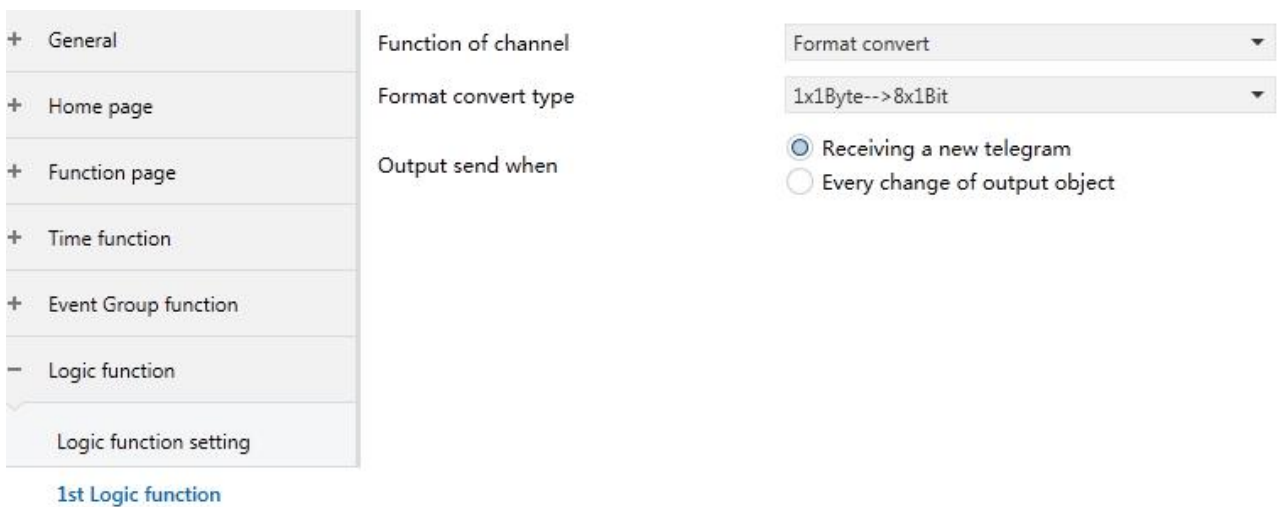 + General
+ Home page
+ Function page
+ Time function
+ Event Group function
− Logic function
Logic function setting
1st Logic function
Function of channel Format convert
Format convert type 1x1Byte-->8x1Bit
Output send when
Receiving a new telegram
Every change of output object